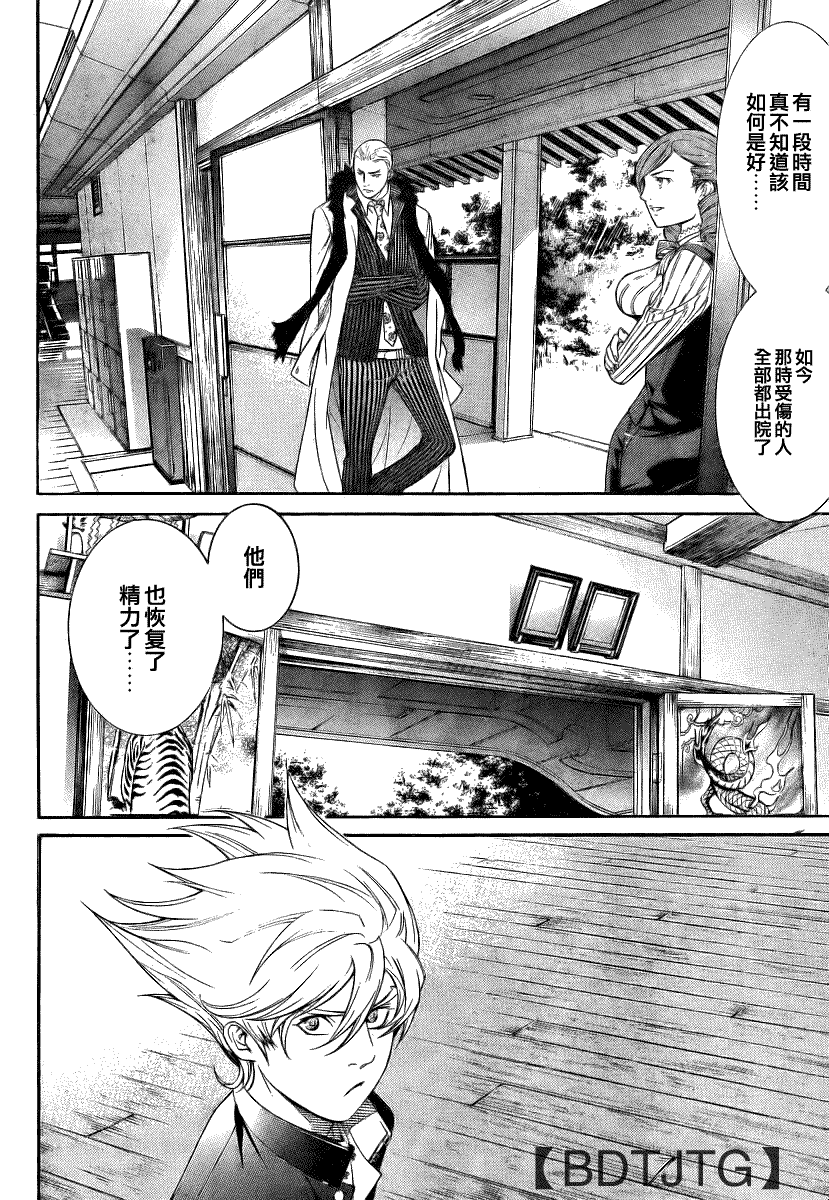 有一段時間
真不知道該
如何是好……
如今
那時受傷的人
全部都出院了
他們
也恢复了
精力了……
【BDTJTG】